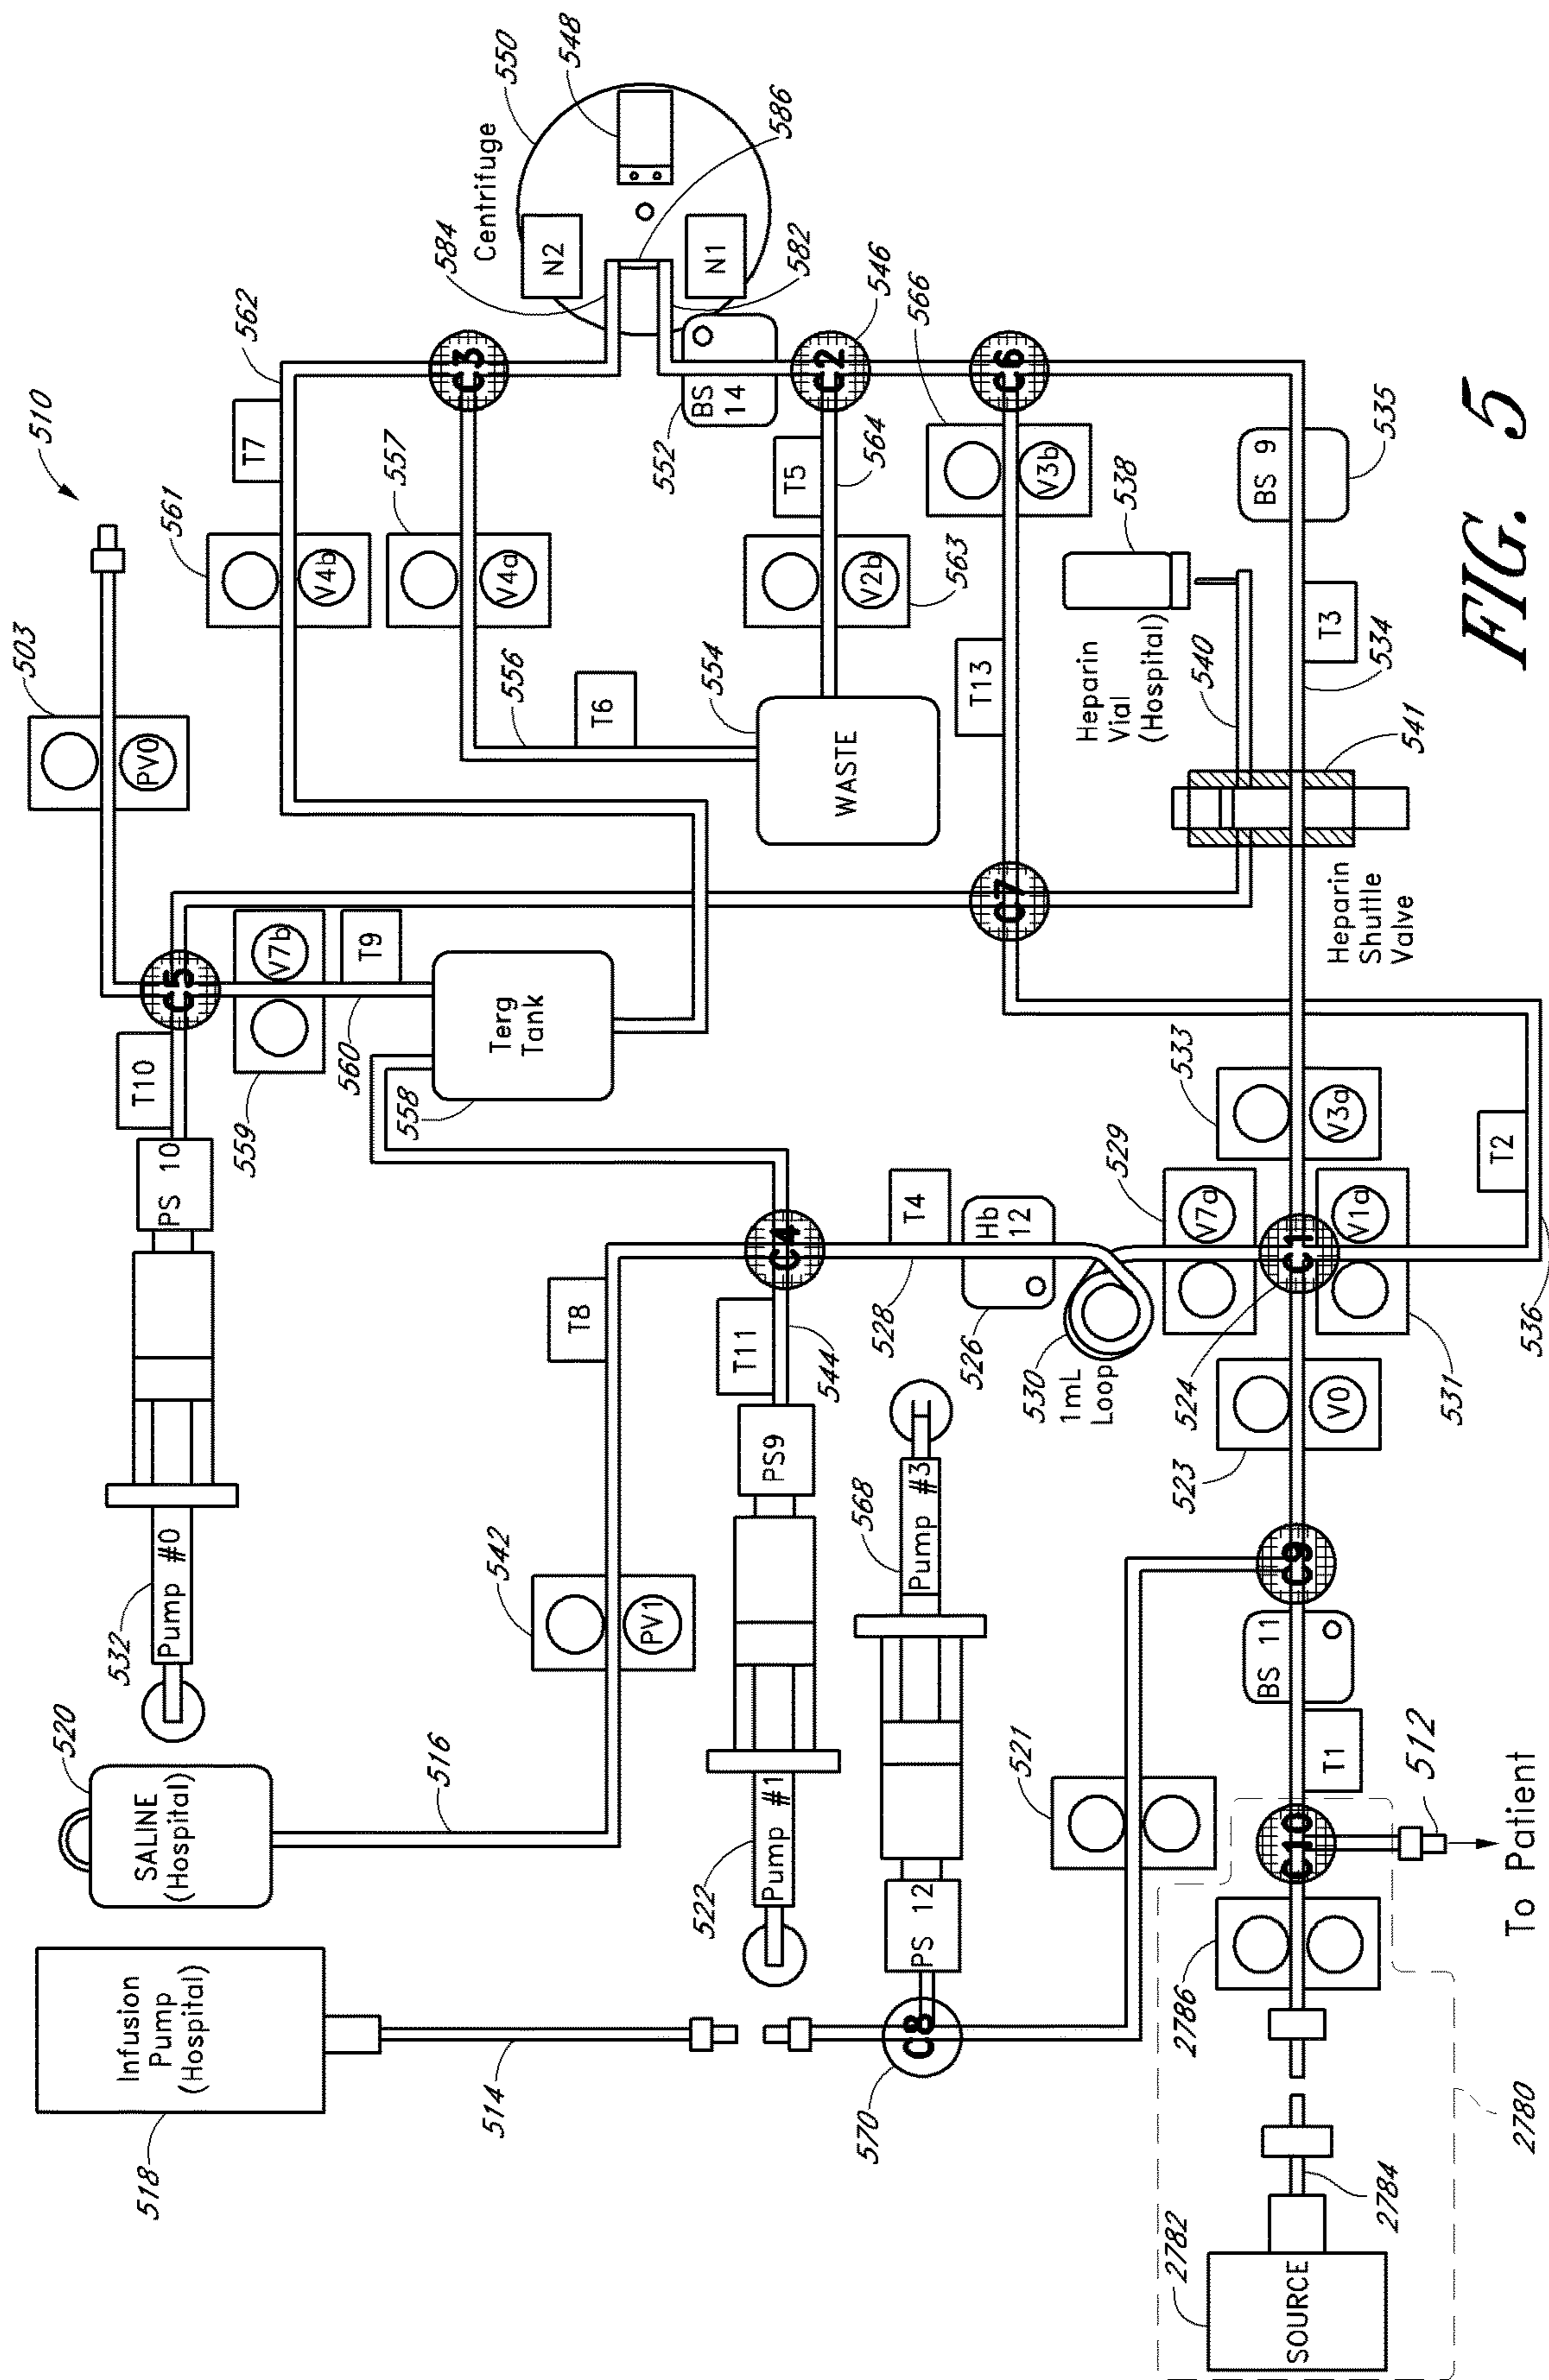 510
503
PV0
532
Pump #0
PS 10
T10
C5
V7b
559
T9
560
558
Terg
Tank
561
V4b
T7
562
557
V4a
C3
584
Centrifuge
550
548
586
N2
N1
582
BS
14
552
546
C2
T5
564
V2b
563
556
T6
554
WASTE
566
C6
V3b
T13
C7
538
Heparin
Vial
(Hospital)
540
BS 9
535
T3
534
541
Heparin
Shuttle
Valve
518
Infusion
Pump
(Hospital)
514
520
SALINE
(Hospital)
516
542
PV1
T8
C4
T11
544
PS9
522
Pump #1
568
Pump #3
PS 12
C8
570
521
T4
528
Hb
12
526
530
1mL
Loop
529
V7a
533
V3a
C1
524
V1a
531
T2
536
V0
523
C9
BS 11
T1
C10
512
To Patient
2786
2780
2784
2782
SOURCE
FIG. 5